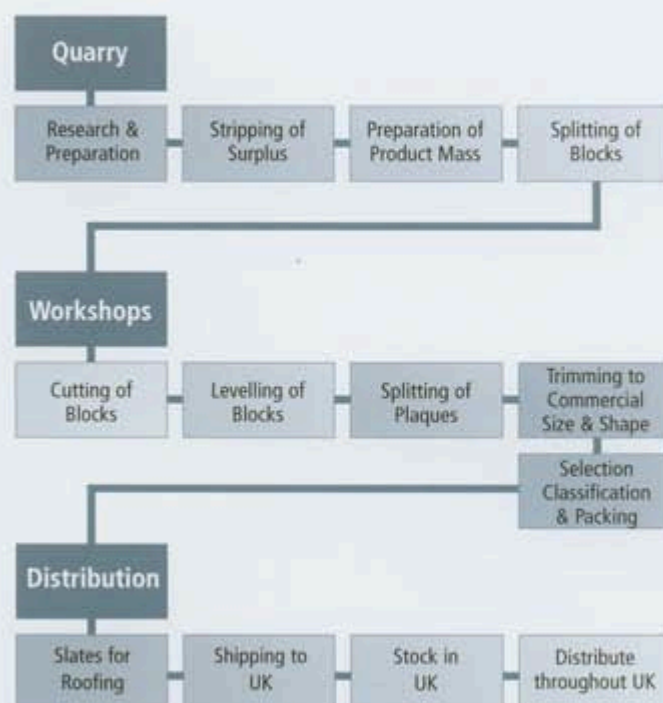 Quarry
Research &
Preparation
Stripping of
Surplus
Preparation of
Product Mass
Splitting of
Blocks
Workshops
Cutting of
Blocks
Levelling of
Blocks
Splitting of
Plaques
Trimming to
Commercial
Size & Shape
Selection
Classification
& Packing
Distribution
Slates for
Roofing
Shipping to
UK
Stock in
UK
Distribute
throughout UK